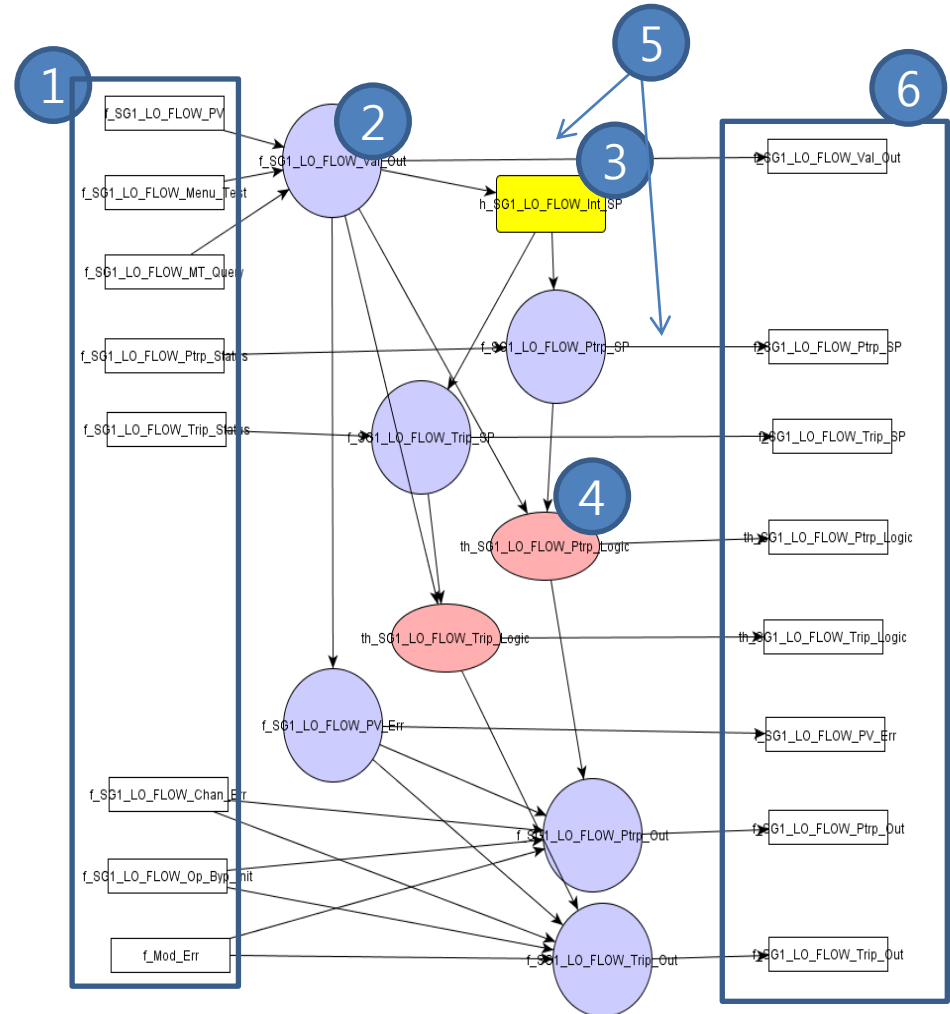 5
1
6
2
f_SG1_LO_FLOW_PV
3
f_SG1_LO_FLOW_Val_Out
f_SG1_LO_FLOW_Val_Out
f_SG1_LO_FLOW_Menu_Test
h_SG1_LO_FLOW_Int_SP
f_SG1_LO_FLOW_MT_Query
f_SG1_LO_FLOW_Ptrp_Status
f_SG1_LO_FLOW_Ptrp_SP
f_SG1_LO_FLOW_Ptrp_SP
f_SG1_LO_FLOW_Trip_Status
f_SG1_LO_FLOW_Trip_SP
f_SG1_LO_FLOW_Trip_SP
4
th_SG1_LO_FLOW_Ptrp_Logic
th_SG1_LO_FLOW_Ptrp_Logic
th_SG1_LO_FLOW_Trip_Logic
th_SG1_LO_FLOW_Trip_Logic
f_SG1_LO_FLOW_PV_Err
f_SG1_LO_FLOW_PV_Err
f_SG1_LO_FLOW_Chan_Err
f_SG1_LO_FLOW_Ptrp_Out
f_SG1_LO_FLOW_Ptrp_Out
f_SG1_LO_FLOW_Op_Byp_Init
f_Mod_Err
f_SG1_LO_FLOW_Trip_Out
f_SG1_LO_FLOW_Trip_Out